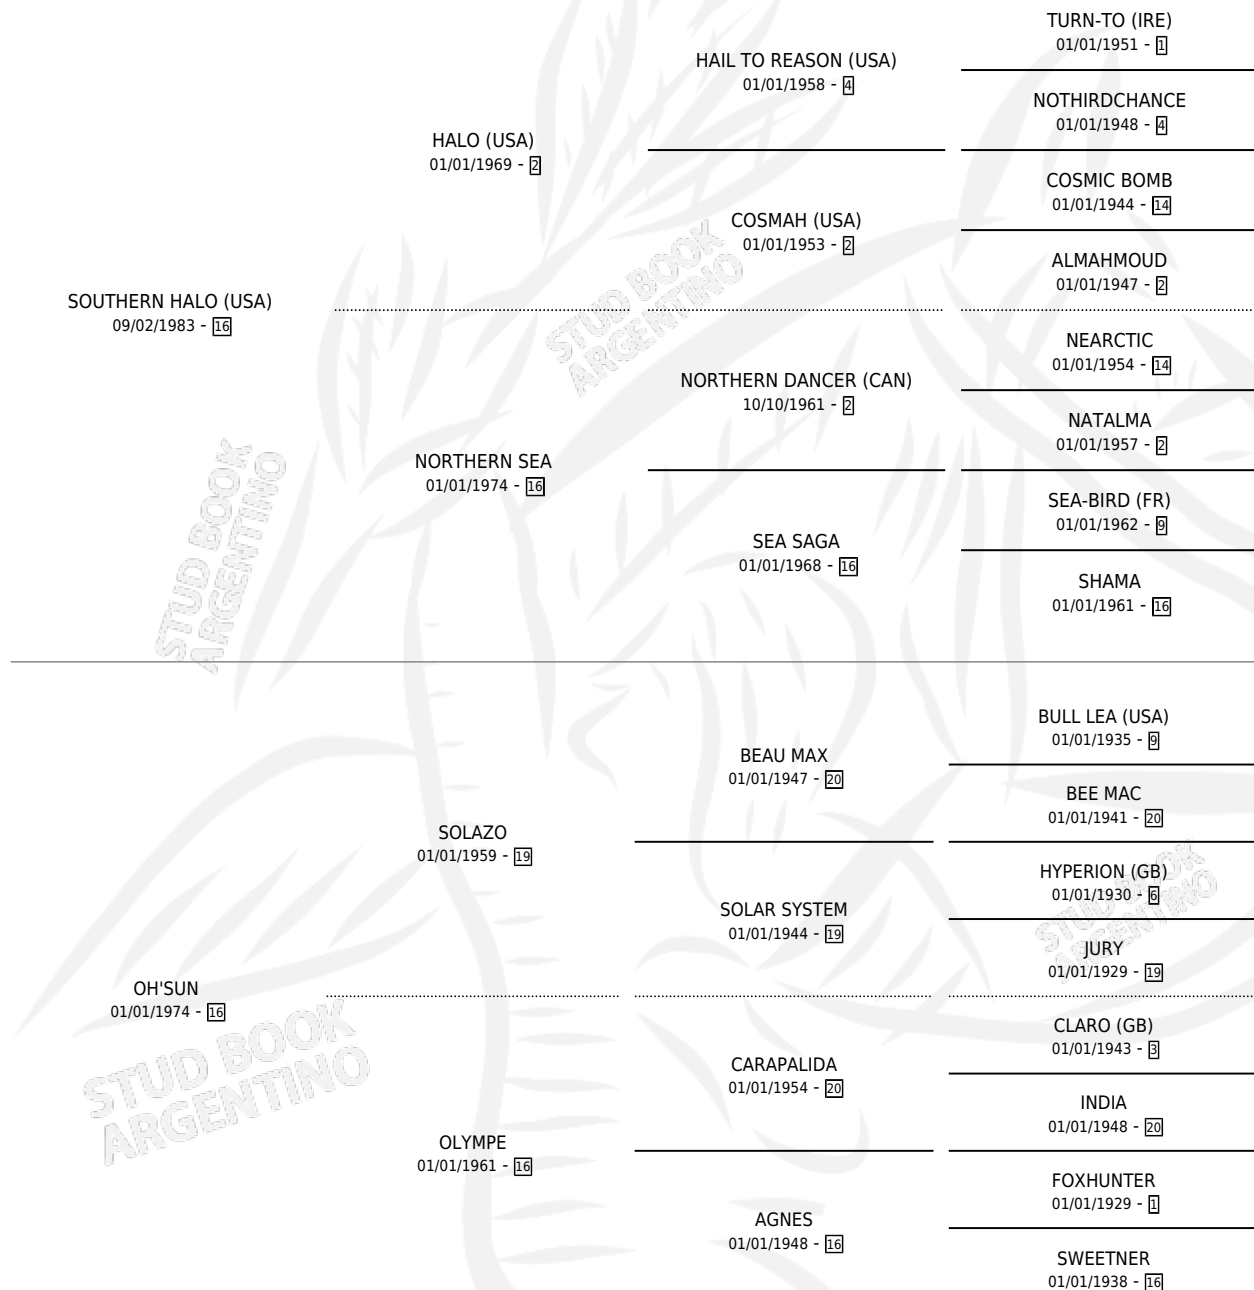 TURN-TO (IRE)
01/01/1951 - 1
HAIL TO REASON (USA)
01/01/1958 - 4
NOTHIRDCHANCE
01/01/1948 - 4
HALO (USA)
01/01/1969 - 2
COSMIC BOMB
01/01/1944 - 14
COSMAH (USA)
01/01/1953 - 2
ALMAHMOUD
01/01/1947 - 2
SOUTHERN HALO (USA)
09/02/1983 - 16
NEARCTIC
01/01/1954 - 14
NORTHERN DANCER (CAN)
10/10/1961 - 2
NATALMA
01/01/1957 - 2
NORTHERN SEA
01/01/1974 - 16
SEA-BIRD (FR)
01/01/1962 - 9
SEA SAGA
01/01/1968 - 16
SHAMA
01/01/1961 - 16
BULL LEA (USA)
01/01/1935 - 9
BEAU MAX
01/01/1947 - 20
BEE MAC
01/01/1941 - 20
SOLAZO
01/01/1959 - 19
HYPERION (GB)
01/01/1930 - 6
SOLAR SYSTEM
01/01/1944 - 19
JURY
01/01/1929 - 19
OH'SUN
01/01/1974 - 16
CLARO (GB)
01/01/1943 - 3
CARAPALIDA
01/01/1954 - 20
INDIA
01/01/1948 - 20
OLYMPE
01/01/1961 - 16
FOXHUNTER
01/01/1929 - 1
AGNES
01/01/1948 - 16
SWEETNER
01/01/1938 - 16
STUD BOOK
ARGENTINO
STUD BOOK
ARGENTINO
STUD BOOK
ARGENTINO
STUD BOOK
ARGENTINO